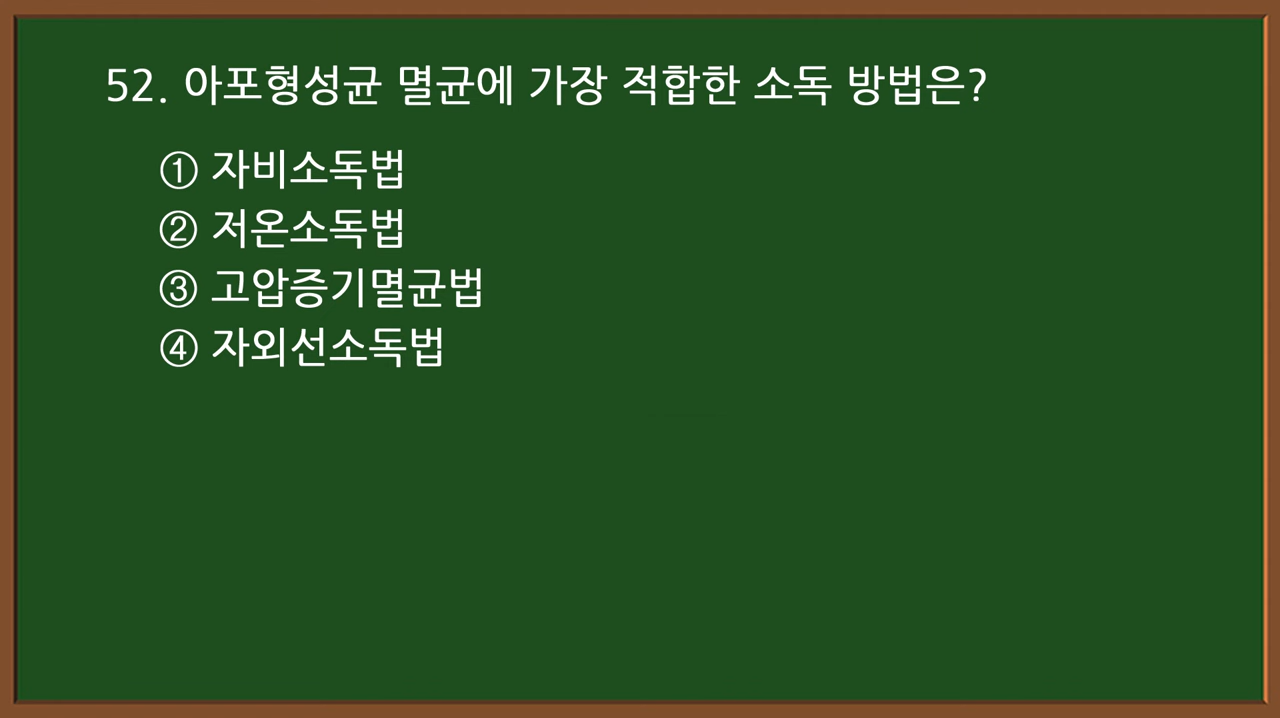 52. 아포형성균 멸균에 가장 적합한 소독 방법은?
① 자비소독법
② 저온소독법
③ 고압증기멸균법
④ 자외선소독법